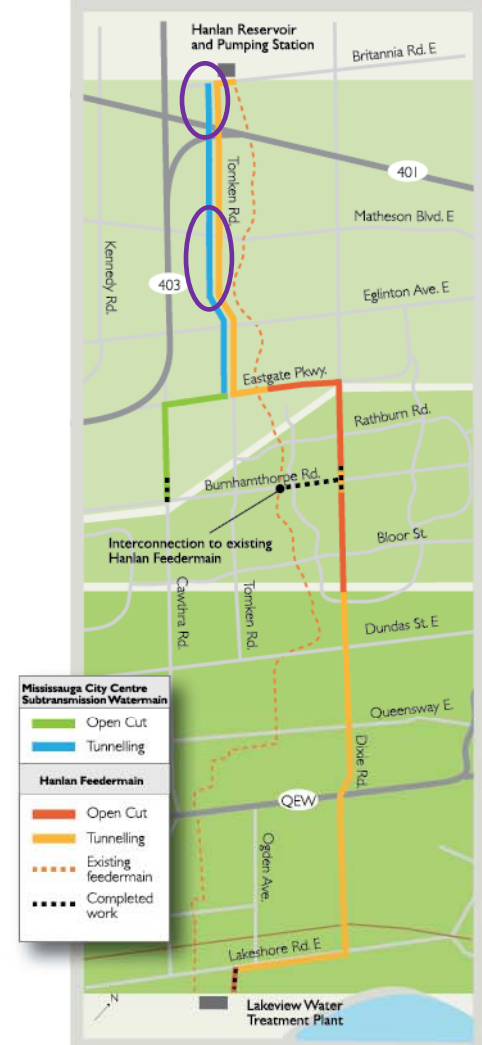 Hanlan Reservoir
and Pumping Station
Britannia Rd. E
401
Tomken Rd.
Matheson Blvd. E
Kennedy Rd.
403
Eglinton Ave. E
Eastgate Pkwy.
Rathburn Rd.
Burnhamthorpe Rd.
Interconnection to existing
Hanlan Feedermain
Bloor St.
Cawthra Rd.
Tomken Rd.
Dundas St. E
Mississauga City Centre
Subtransmission Watermain
Open Cut
Tunnelling
Hanlan Feedermain
Open Cut
Tunnelling
Existing
feedermain
Completed
work
Queensway E.
Dixie Rd.
QEW
Ogden Ave.
Lakeshore Rd. E
N
Lakeview Water
Treatment Plant